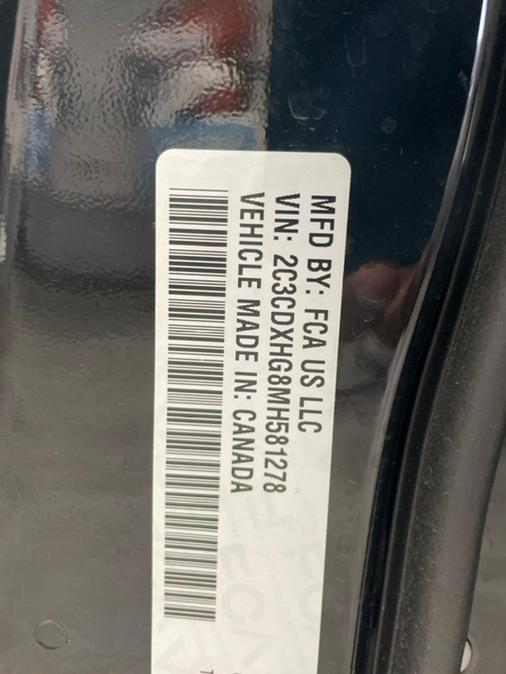 MFD BY: FCA US LLC
VIN: 2C3CDXHG8MH581278
VEHICLE MADE IN: CANADA